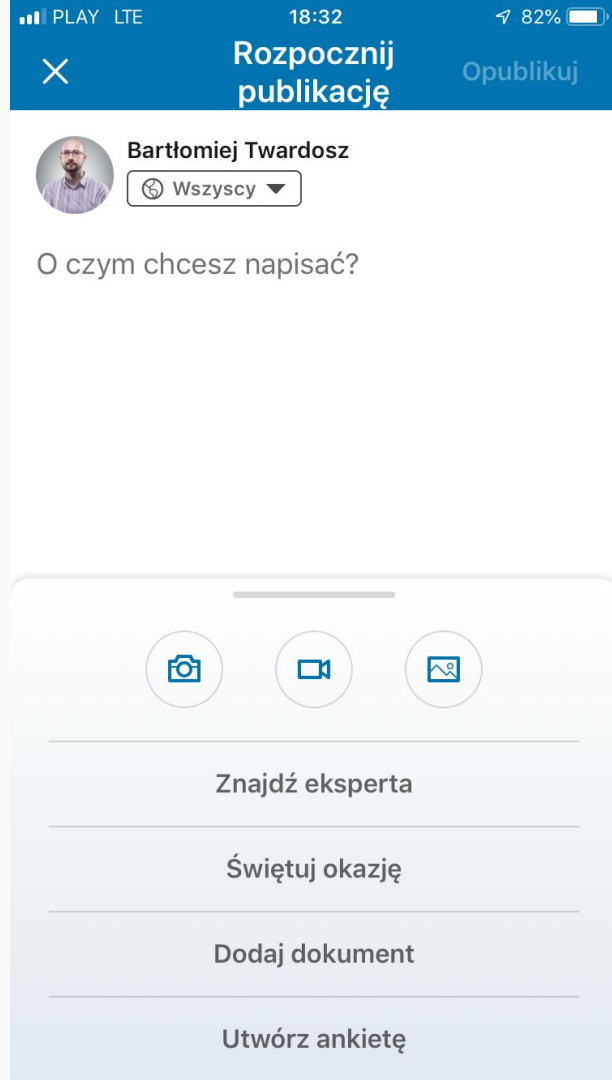 PLAY LTE 18:32 82%
Rozpocznij
publikację
Opublikuj
Bartłomiej Twardosz
Wszyscy
O czym chcesz napisać?
Znajdź eksperta
Świętuj okazję
Dodaj dokument
Utwórz ankietę